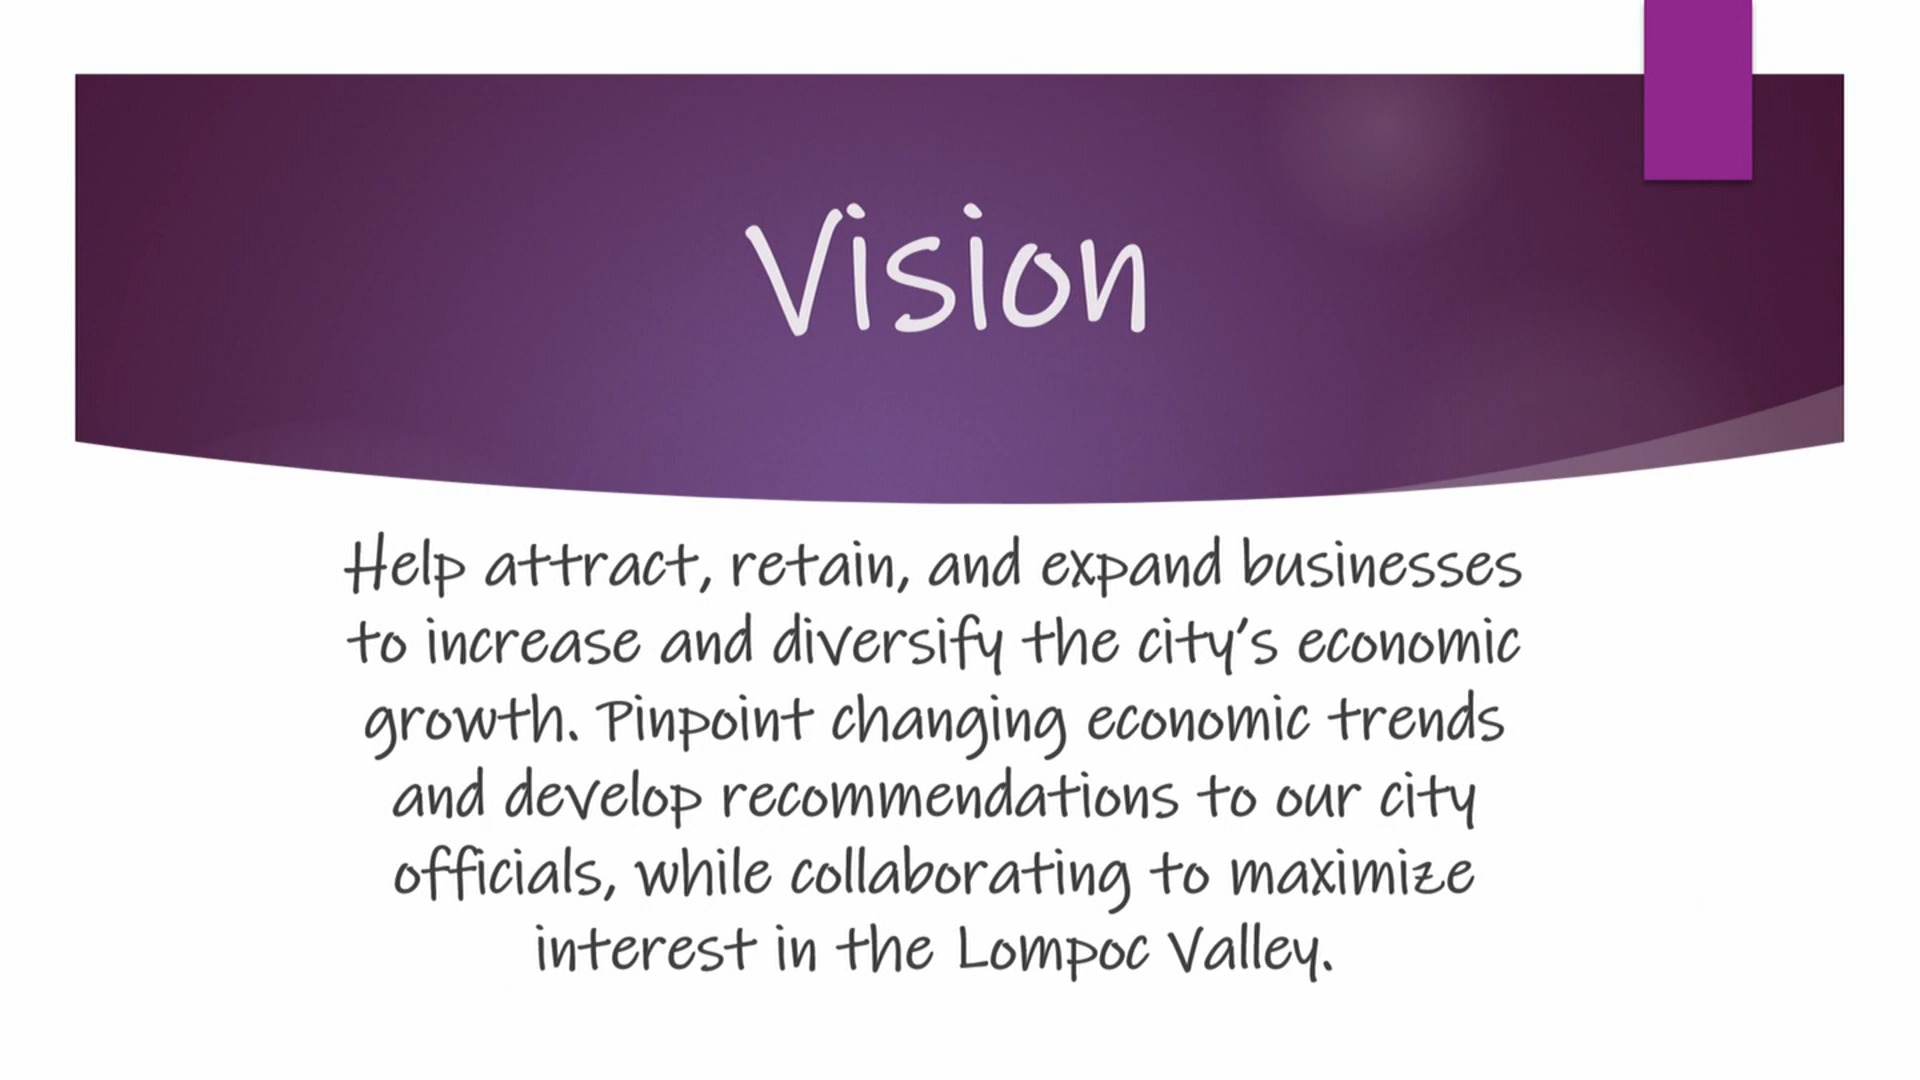 Vision
Help attract, retain, and expand businesses
to increase and diversify the city's economic
growth. Pinpoint changing economic trends
and develop recommendations to our city
officials, while collaborating to maximize
interest in the Lompoc Valley.